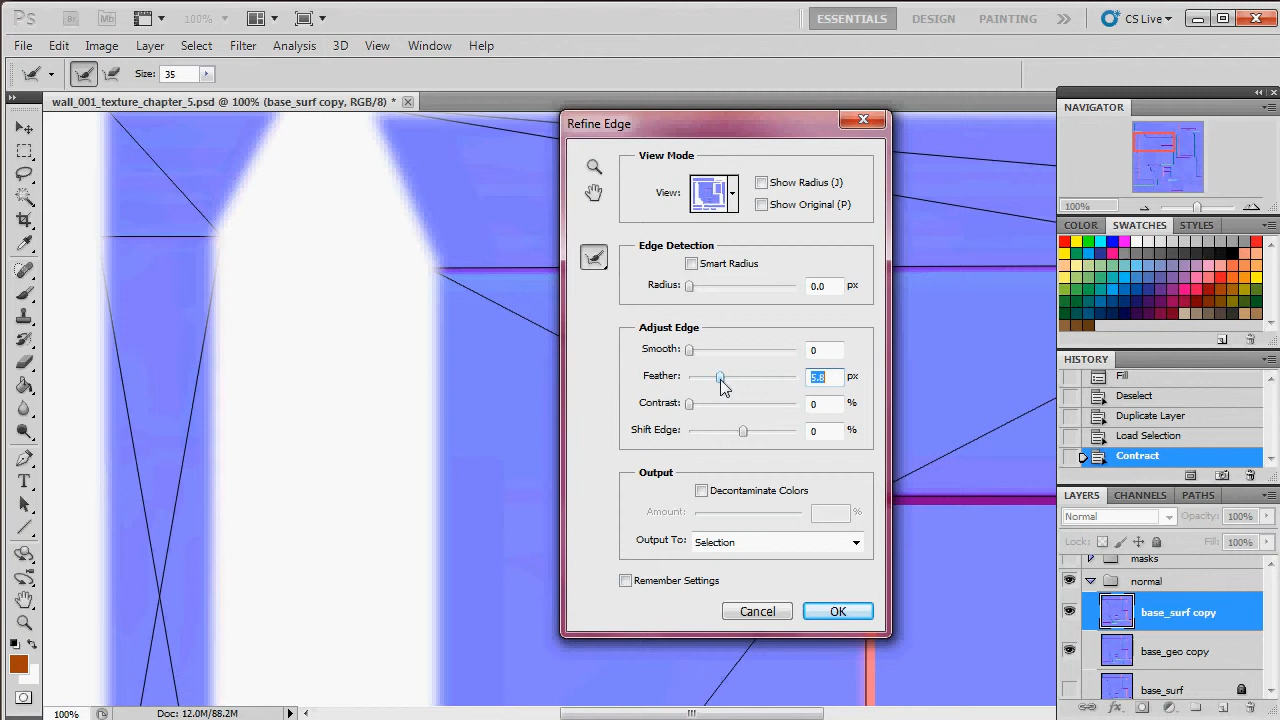 Ps Br Mb 100% ESSENTIALS DESIGN PAINTING CS Live
File Edit Image Layer Select Filter Analysis 3D View Window Help
Size: 35
wall_001_texture_chapter_5.psd @ 100% (base_surf copy, RGB/8) *
Refine Edge
View Mode
View:
Show Radius (J)
Show Original (P)
Edge Detection
Smart Radius
Radius: 0.0 px
Adjust Edge
Smooth: 0
Feather: 5.8 px
Contrast: 0 %
Shift Edge: 0 %
Output
Decontaminate Colors
Amount: %
Output To: Selection
Remember Settings
Cancel OK
NAVIGATOR
100%
COLOR SWATCHES STYLES
HISTORY
Fill
Deselect
Duplicate Layer
Load Selection
Contract
LAYERS CHANNELS PATHS
Normal Opacity: 100%
Lock: Fill: 100%
masks
normal
base_surf copy
base_geo copy
base_surf
100% Doc: 12.0M/88.2M